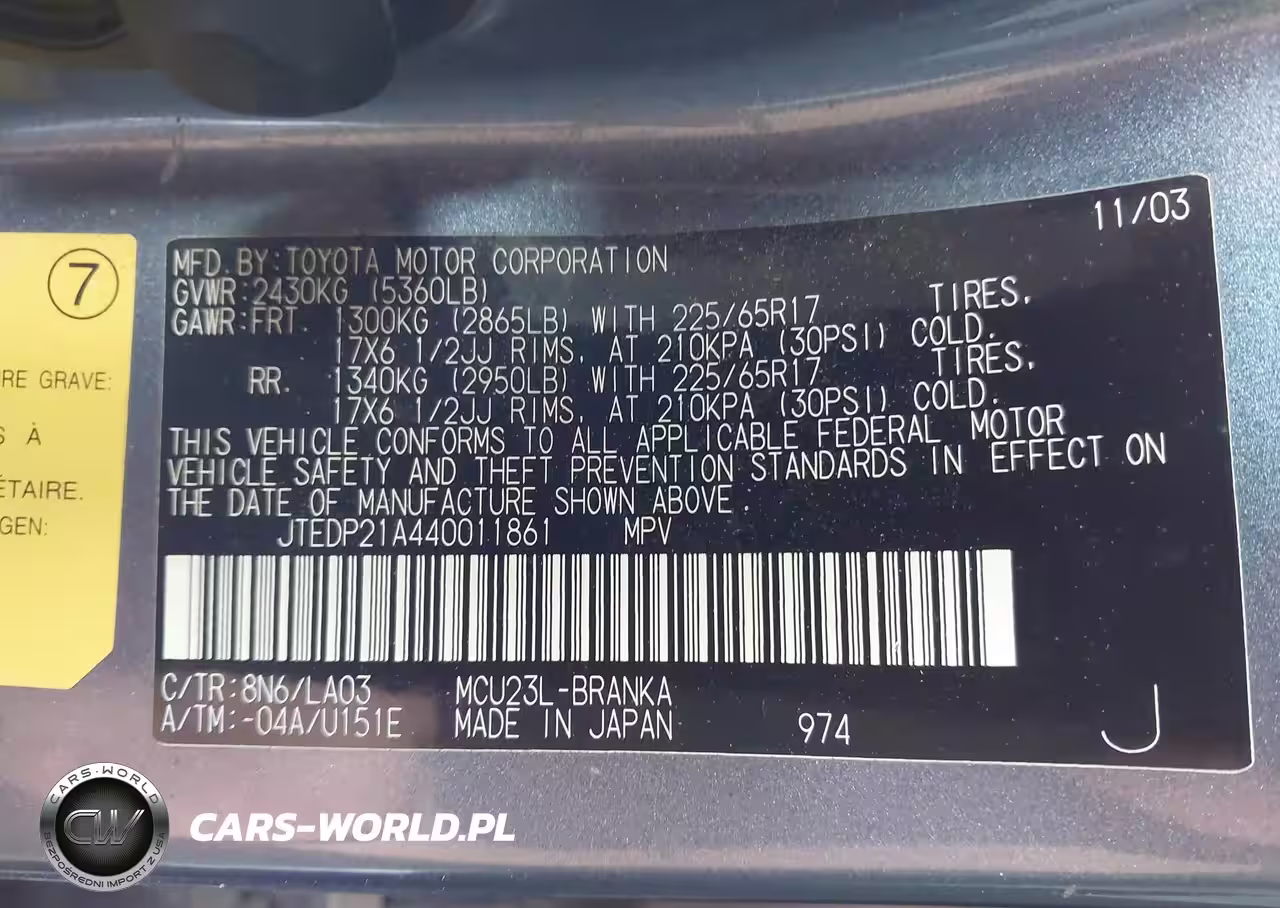 7
RE GRAVE:
S À
ÉTAIRE.
GEN:
11/03
MFD. BY: TOYOTA MOTOR CORPORATION
GVWR: 2430KG (5360LB)
GAWR: FRT. 1300KG (2865LB) WITH 225/65R17 TIRES,
17X6 1/2JJ RIMS, AT 210KPA (30PSI) COLD.
RR. 1340KG (2950LB) WITH 225/65R17 TIRES,
17X6 1/2JJ RIMS, AT 210KPA (30PSI) COLD.
THIS VEHICLE CONFORMS TO ALL APPLICABLE FEDERAL MOTOR
VEHICLE SAFETY AND THEFT PREVENTION STANDARDS IN EFFECT ON
THE DATE OF MANUFACTURE SHOWN ABOVE.
JTEDP21A440011861 MPV
C/TR: 8N6/LA03 MCU23L-BRANKA
A/TM: -04A/U151E MADE IN JAPAN 974 J
CARS-WORLD
CW
BEZPOŚREDNI IMPORT Z USA
CARS-WORLD.PL